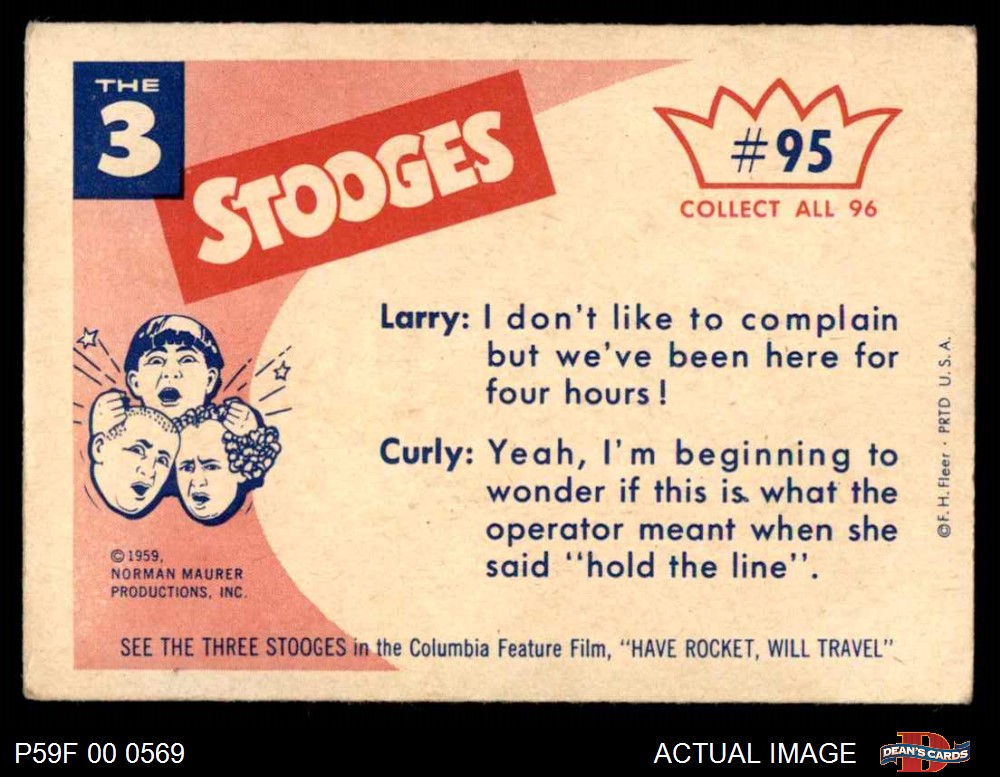 THE
3
STOOGES
#95
COLLECT ALL 96
Larry: I don't like to complain
but we've been here for
four hours!
Curly: Yeah, I'm beginning to
wonder if this is what the
operator meant when she
said "hold the line".
© F. H. Fleer · PRTD U. S. A.
© 1959,
NORMAN MAURER
PRODUCTIONS, INC.
SEE THE THREE STOOGES in the Columbia Feature Film, "HAVE ROCKET, WILL TRAVEL"
P59F 00 0569
ACTUAL IMAGE
D
DEAN'S CARDS